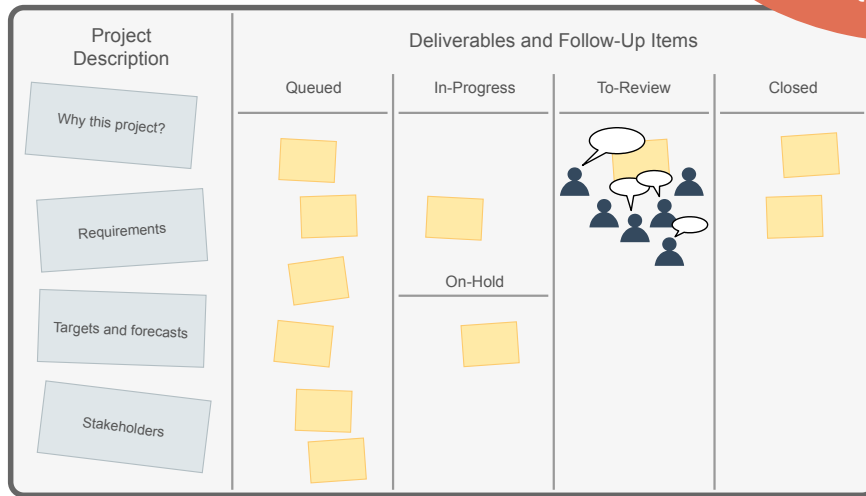 Project
Description
Deliverables and Follow-Up Items
Queued
In-Progress
To-Review
Closed
Why this project?
Requirements
On-Hold
Targets and forecasts
Stakeholders